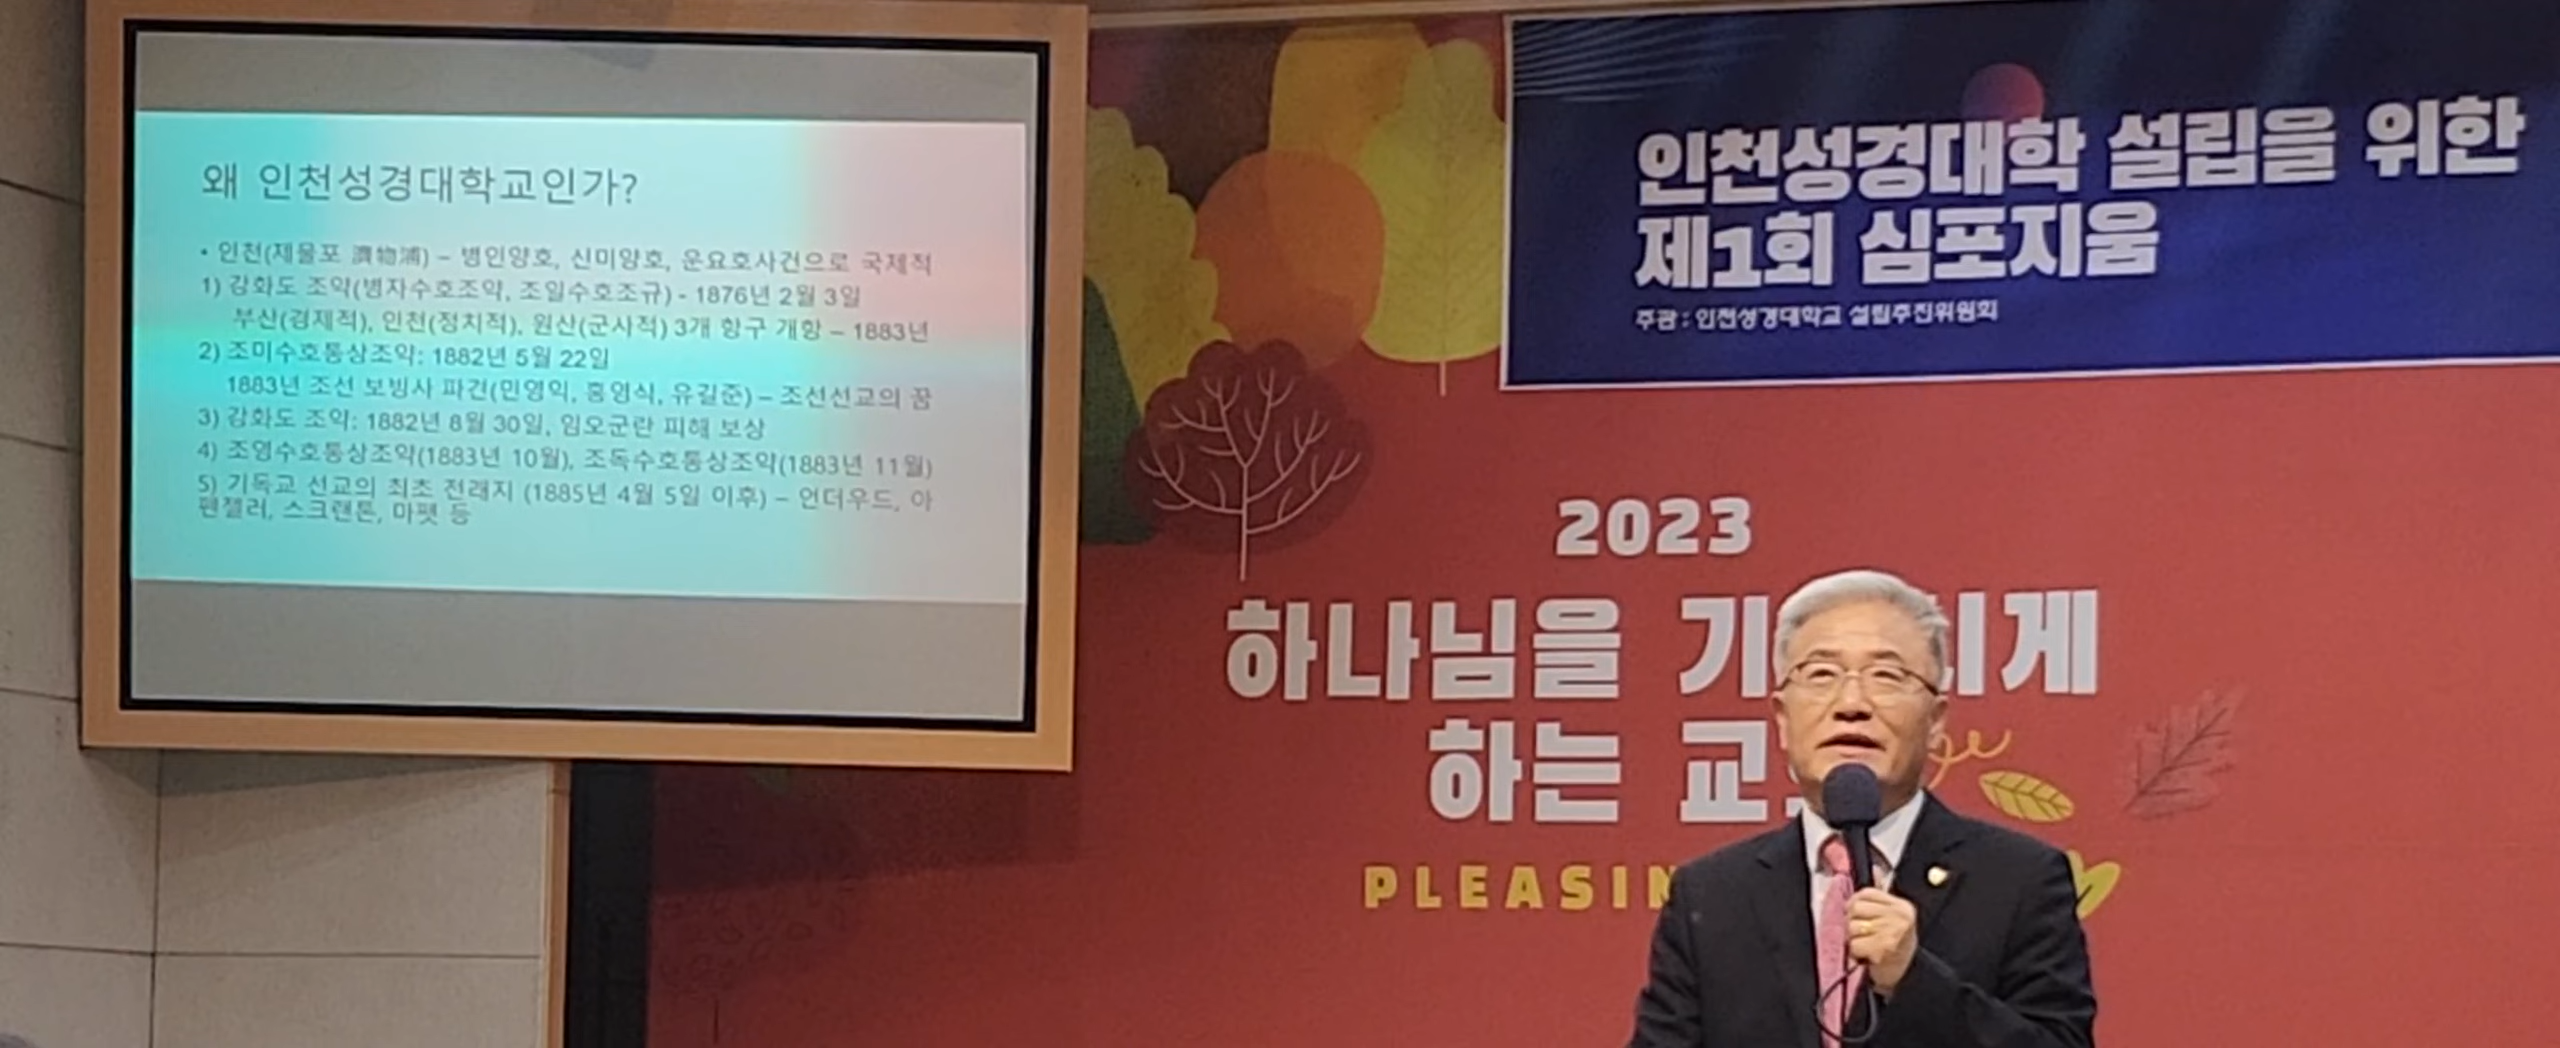 왜 인천성경대학교인가?
• 인천(제물포 濟物浦) – 병인양호, 신미양호, 운요호사건으로 국제적
1) 강화도 조약(병자수호조약, 조일수호조규) - 1876년 2월 3일
부산(경제적), 인천(정치적), 원산(군사적) 3개 항구 개항 – 1883년
2) 조미수호통상조약: 1882년 5월 22일
1883년 조선 보빙사 파견(민영익, 홍영식, 유길준) – 조선선교의 꿈
3) 강화도 조약: 1882년 8월 30일, 임오군란 피해 보상
4) 조영수호통상조약(1883년 10월), 조독수호통상조약(1883년 11월)
5) 기독교 선교의 최초 전래지 (1885년 4월 5일 이후) – 언더우드, 아
펜젤러, 스크랜톤, 마펫 등
인천성경대학 설립을 위한
제1회 심포지움
주관 : 인천성경대학교 설립추진위원회
2023
하나님을 기 시게
하는 교
PLEASIN